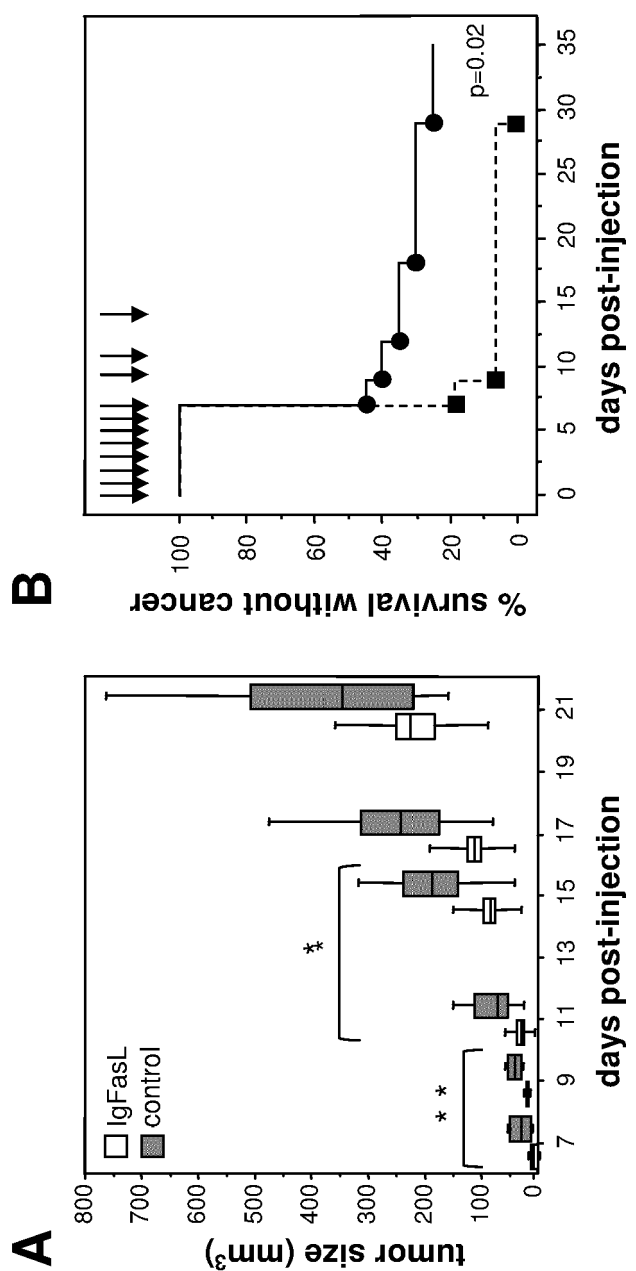 A
IgFasL
control
* *
* *
800
700
600
500
400
300
200
100
0
tumor size (mm³)
7 9 11 13 15 17 19 21
days post-injection
B
100
80
60
40
20
0
% survival without cancer
p=0.02
0 5 10 15 20 25 30 35
days post-injection